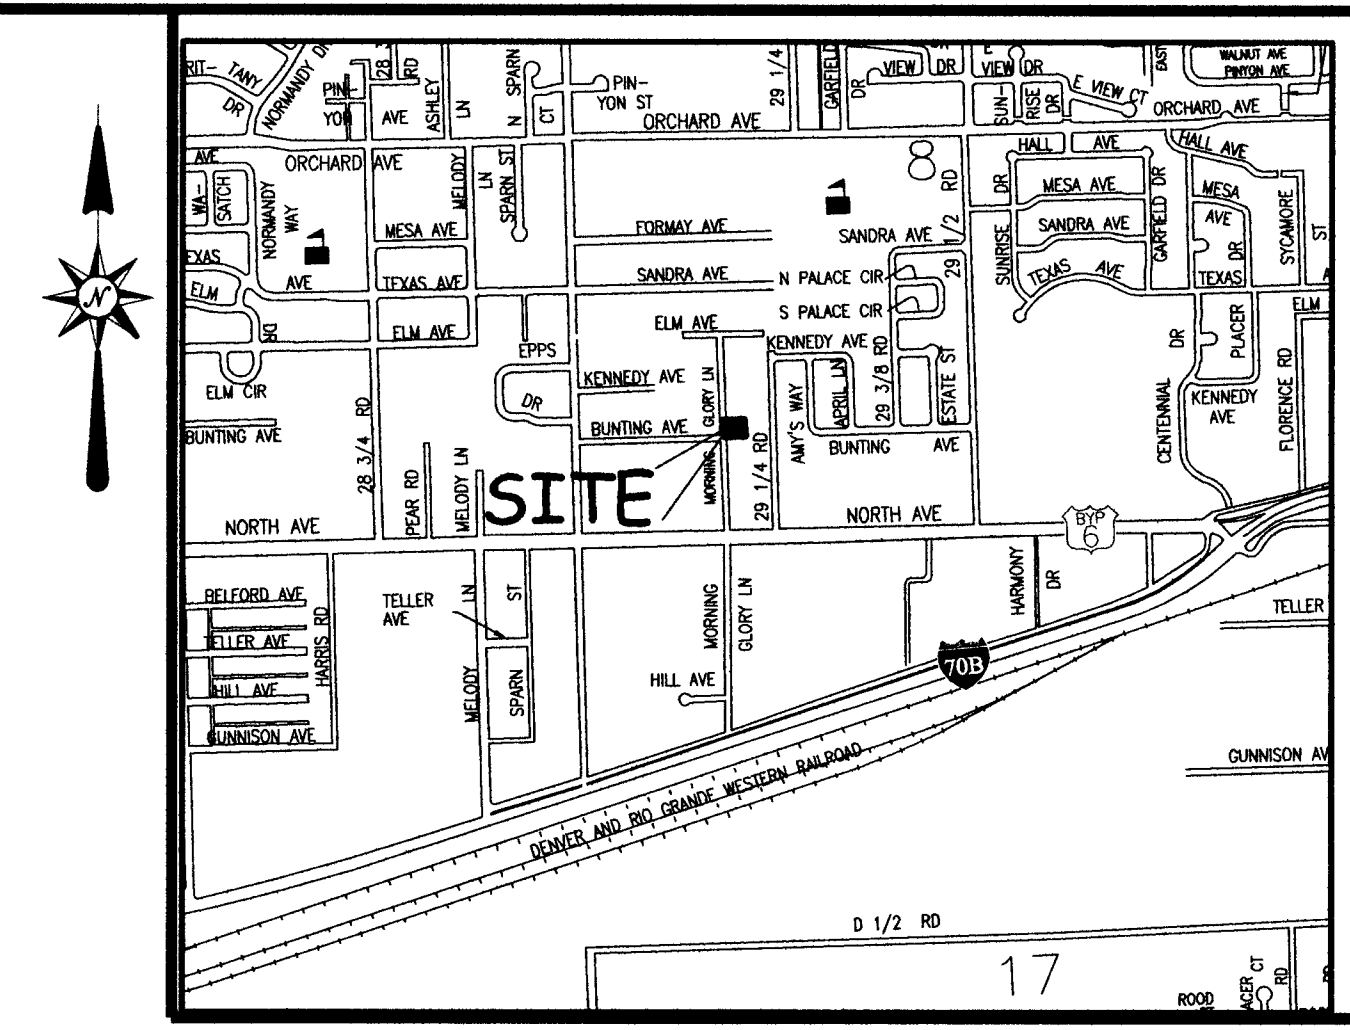 RIT-
TANY
DR
NORMANDY DR
28
RD
PIN-
YON
AVE
ASHLEY
LN
N SPARN
CT
PIN-
YON ST
ORCHARD AVE
29 1/4
GARFIELD
DR
VIEW DR
VIEW DR
SUN-
RISE
DR
E VIEW CT
ORCHARD AVE
EAST
WALNUT AVE
PINYON AVE
AVE
ORCHARD AVE
WA-
SATCH
NORMANDY
WAY
MELODY
LN
SPARN ST
MESA AVE
FORMAY AVE
SANDRA AVE
29 1/2 RD
HALL AVE
MESA AVE
SANDRA AVE
TEXAS AVE
SUNRISE
DR
GARFIELD DR
HALL AVE
MESA
AVE
DR
TEXAS
SYCAMORE
ST
EXAS
AVE
TEXAS AVE
SANDRA AVE
N PALACE CIR
S PALACE CIR
ELM
DR
ELM AVE
ELM AVE
KENNEDY AVE
ELM
PLACER
DR
EPPS
DR
ELM CIR
KENNEDY AVE
GLORY LN
MORNING
BUNTING AVE
BUNTING AVE
28 3/4 RD
29 1/4 RD
AMY'S WAY
APRIL LN
29 3/8 RD
ESTATE ST
BUNTING AVE
CENTENNIAL
KENNEDY
AVE
FLORENCE RD
PEAR RD
MELODY LN
SITE
NORTH AVE
NORTH AVE
BYP
6
N
BELFORD AVE
TELLER AVE
HILL AVE
GUNNISON AVE
HARRIS RD
TELLER
AVE
MELODY
LN
ST
SPARN
MORNING
GLORY LN
HILL AVE
HARMONY
DR
70B
TELLER
GUNNISON AV
DENVER AND RIO GRANDE WESTERN RAILROAD
D 1/2 RD
17
ROOD
ACER CT
RD